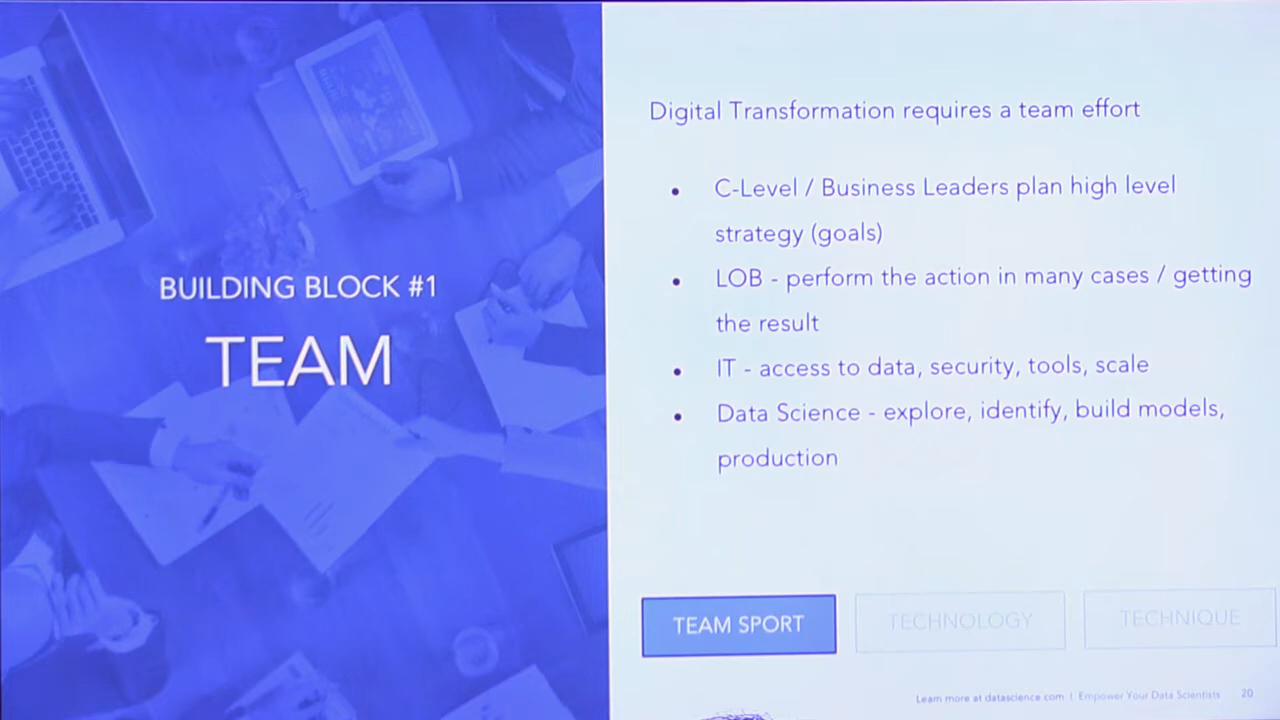 BUILDING BLOCK #1
TEAM
Digital Transformation requires a team effort
• C-Level / Business Leaders plan high level
strategy (goals)
• LOB - perform the action in many cases / getting
the result
• IT - access to data, security, tools, scale
• Data Science - explore, identify, build models,
production
TEAM SPORT
TECHNOLOGY
TECHNIQUE
Learn more at datascience.com | Empower Your Data Scientists 20